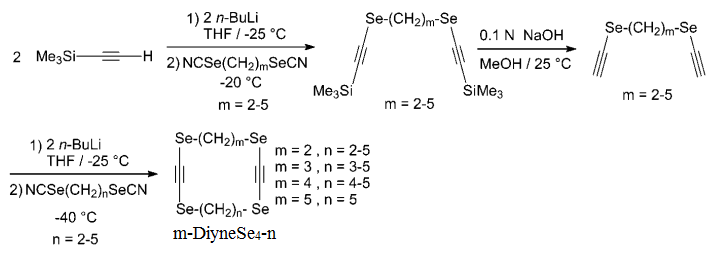 2 Me3Si H
1) 2 n-BuLi
THF / -25 °C
2) NCSe(CH2)mSeCN
-20 °C
m = 2-5
Se-(CH2)m-Se
Me3Si
SiMe3
m = 2-5
0.1 N NaOH
MeOH / 25 °C
Se-(CH2)m-Se
m = 2-5
1) 2 n-BuLi
THF / -25 °C
2) NCSe(CH2)nSeCN
-40 °C
n = 2-5
Se-(CH2)m-Se
Se-(CH2)n- Se
m = 2 , n = 2-5
m = 3 , n = 3-5
m = 4 , n = 4-5
m = 5 , n = 5
m-DiyneSe4-n